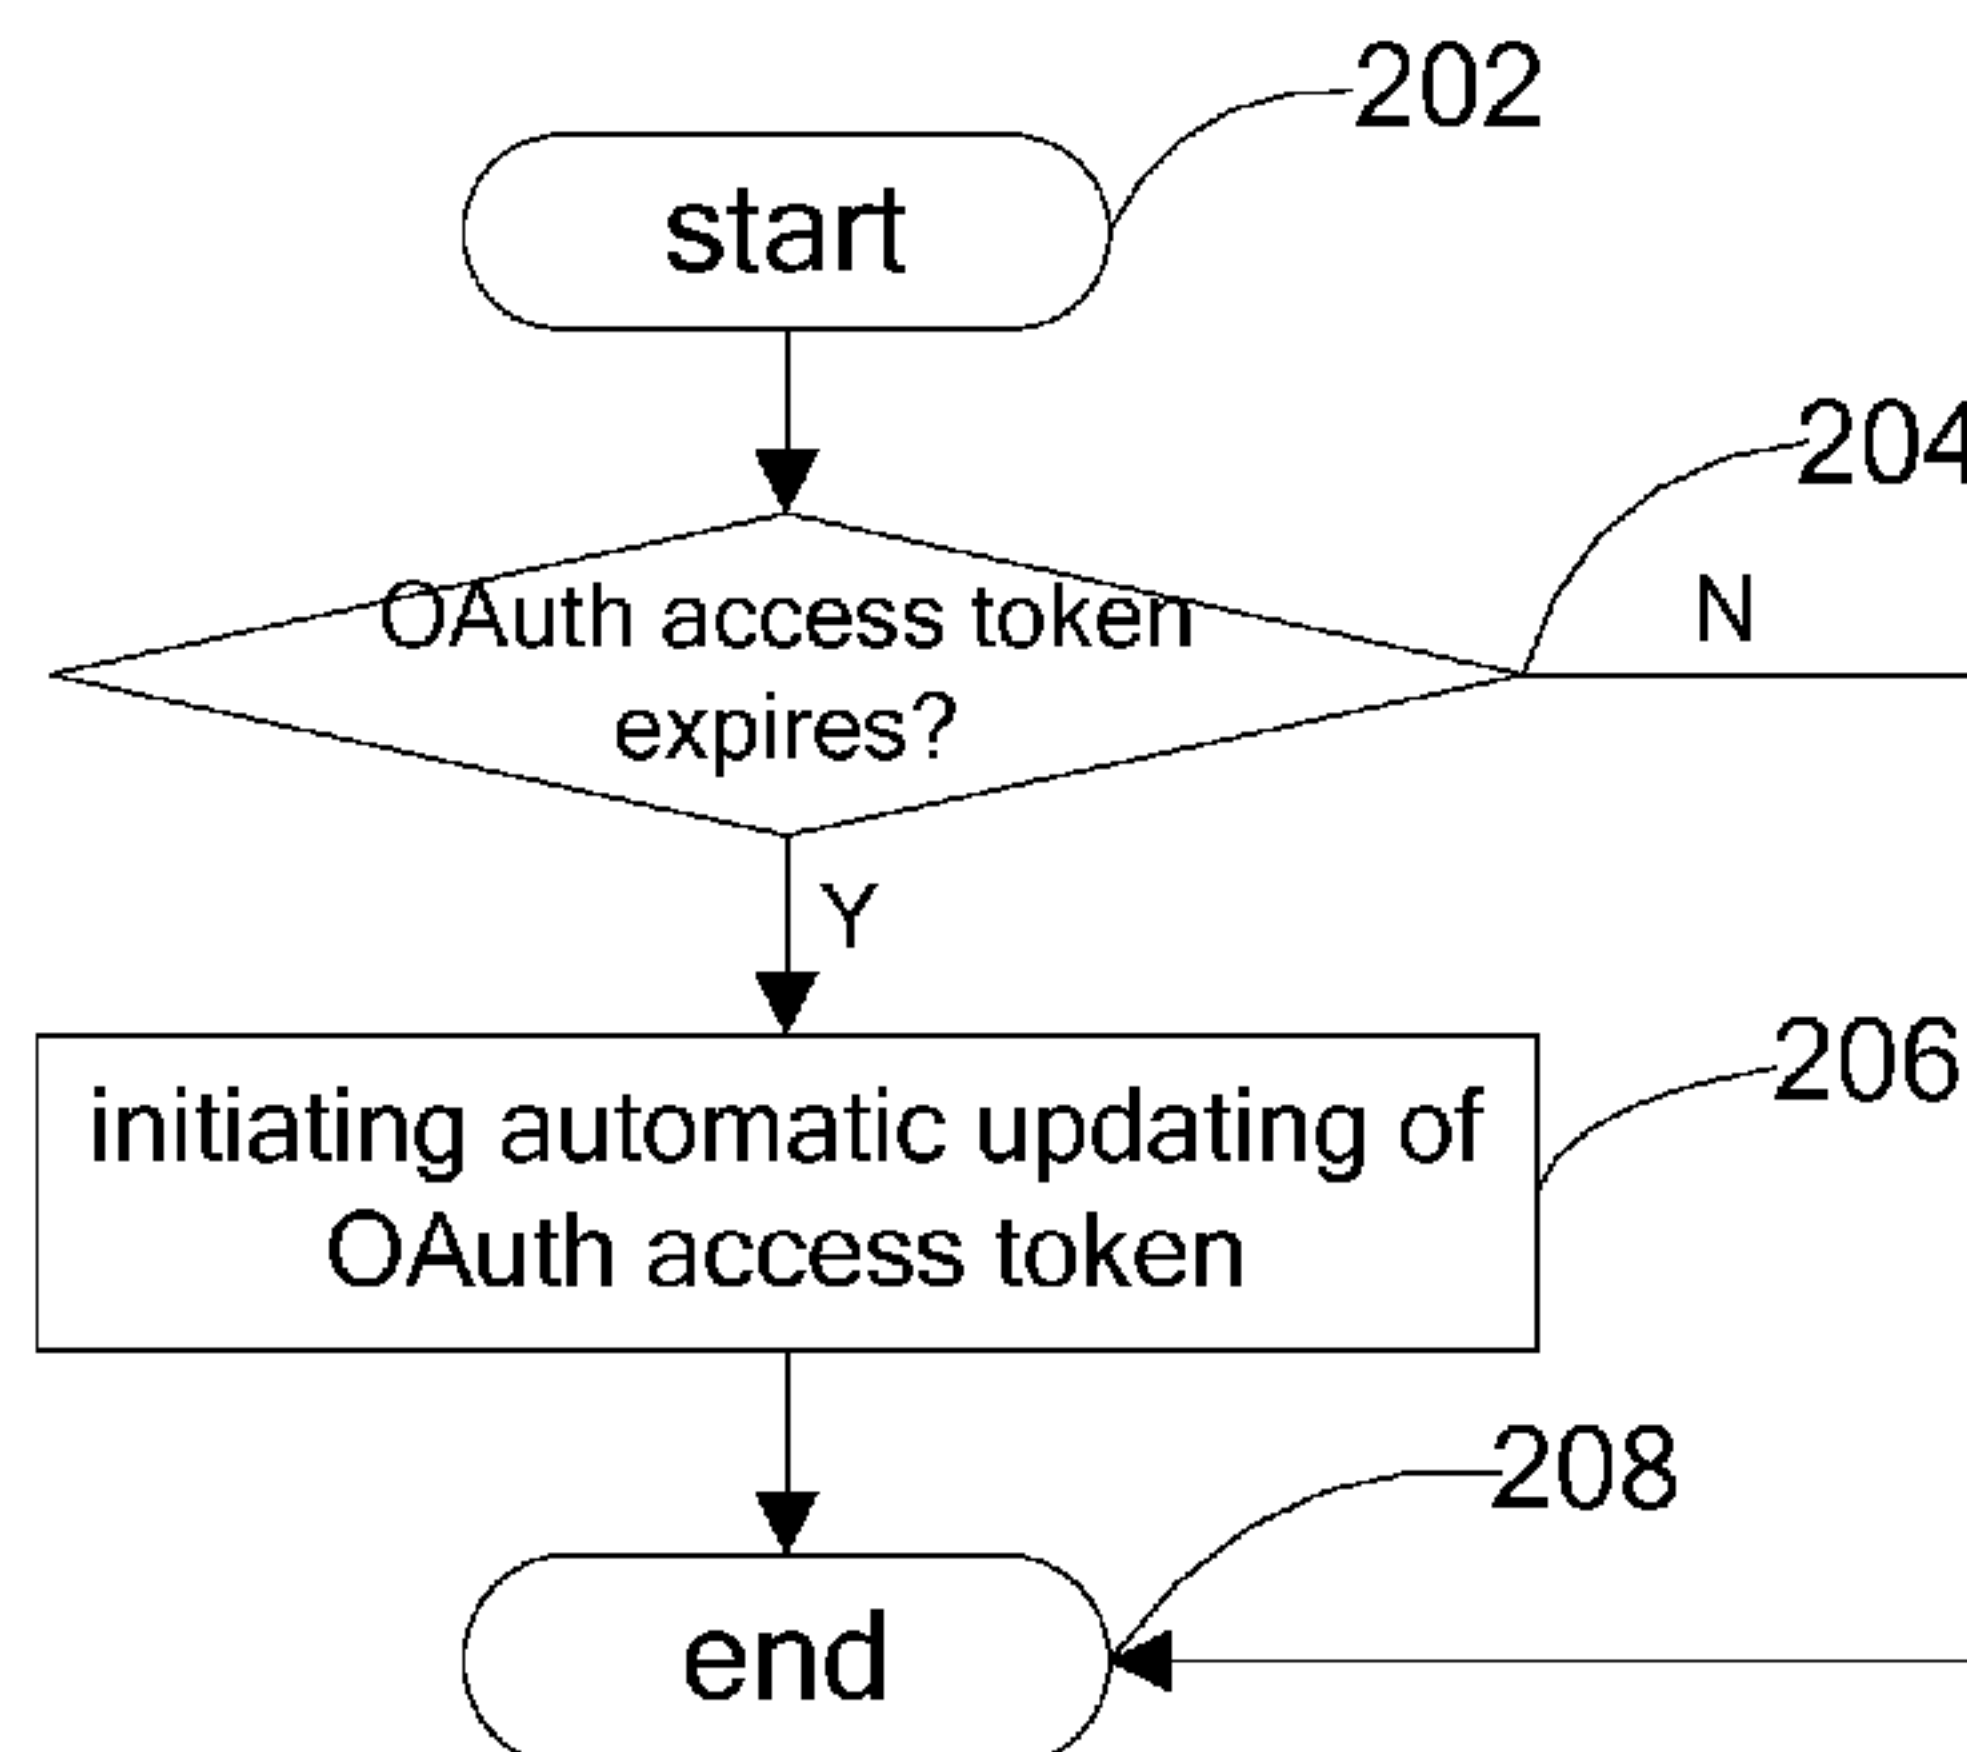 202
start
204
OAuth access token
N
expires?
Y
206
initiating automatic updating of
OAuth access token
208
end